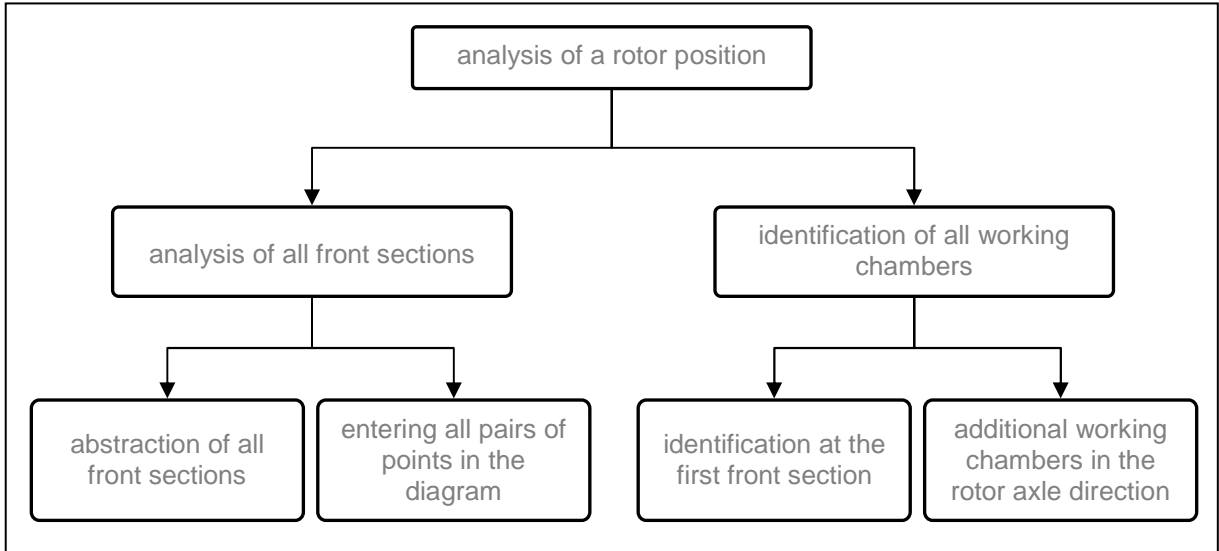 analysis of a rotor position
analysis of all front sections
identification of all working
chambers
abstraction of all
front sections
entering all pairs of
points in the
diagram
identification at the
first front section
additional working
chambers in the
rotor axle direction